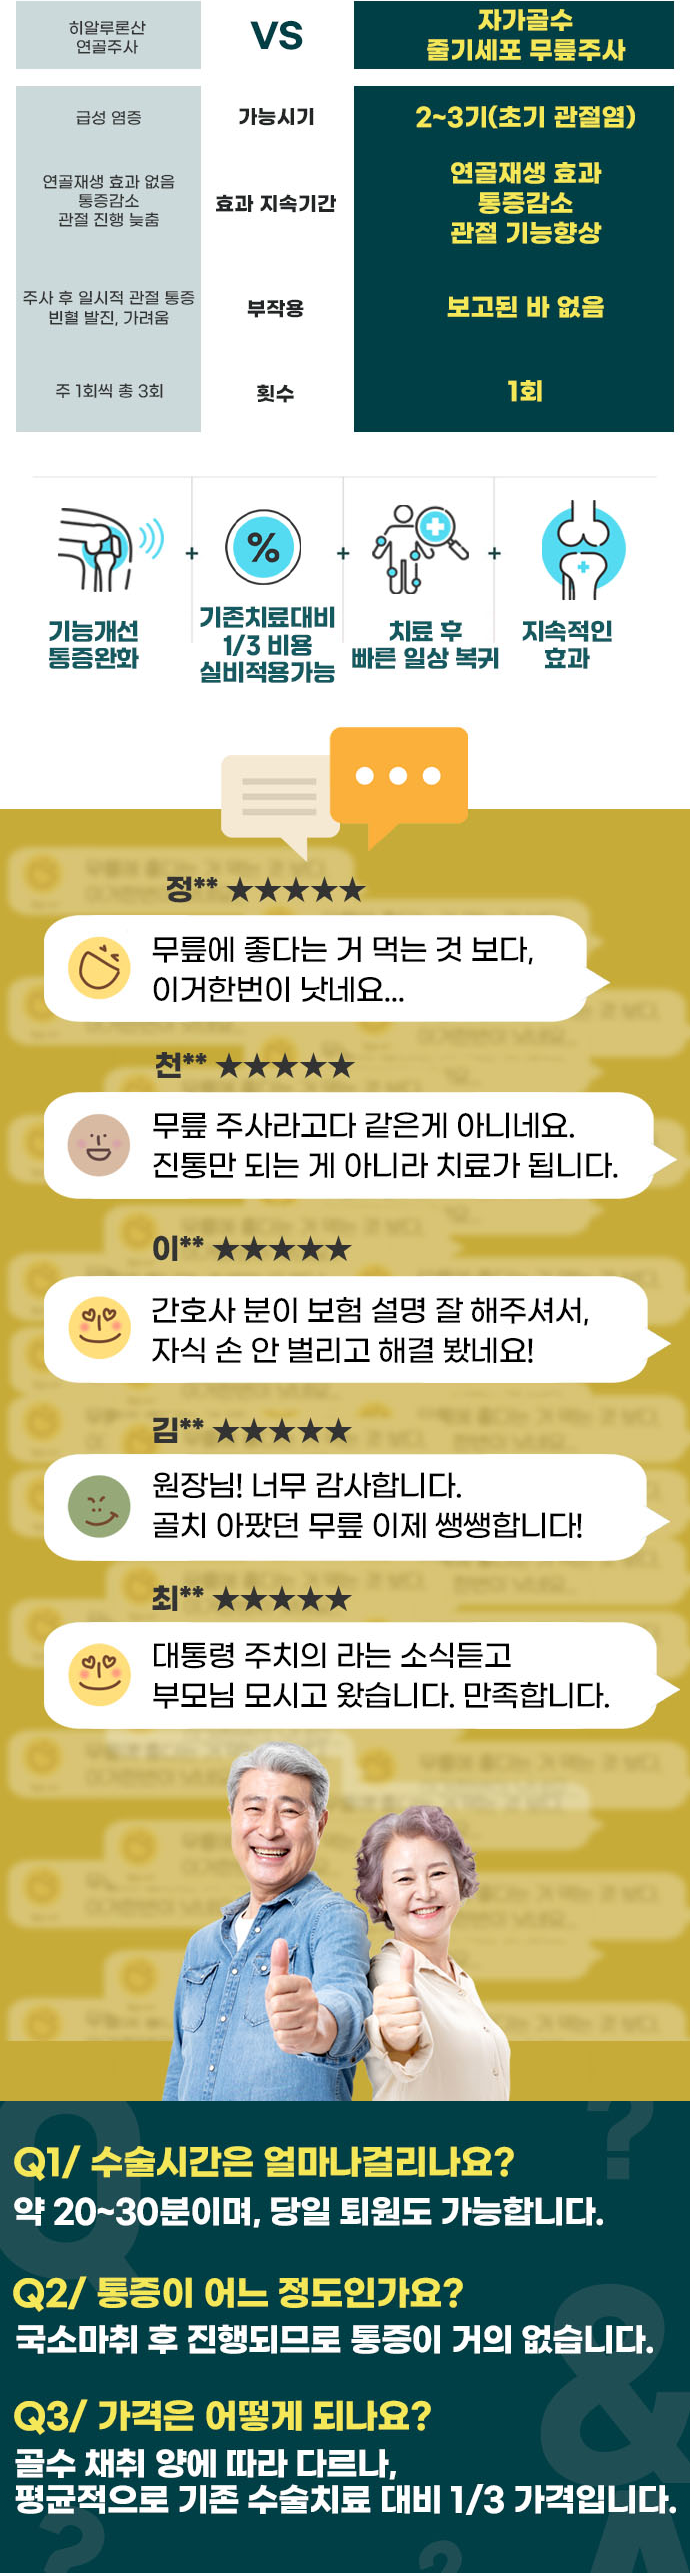 히알루론산
연골주사
VS
자가골수
줄기세포 무릎주사
급성 염증
가능시기
2~3기(초기 관절염)
연골재생 효과 없음
통증감소
관절 진행 늦춤
효과 지속기간
연골재생 효과
통증감소
관절 기능향상
주사 후 일시적 관절 통증
빈혈 발진, 가려움
부작용
보고된 바 없음
주 1회씩 총 3회
횟수
1회
기능개선
통증완화
+
%
기존치료대비
1/3 비용
실비적용가능
+
치료 후
빠른 일상 복귀
+
지속적인
효과
정** ★★★★★
무릎에 좋다는 거 먹는 것 보다,
이거한번이 낫네요...
천** ★★★★★
무릎 주사라고다 같은게 아니네요.
진통만 되는 게 아니라 치료가 됩니다.
이** ★★★★★
간호사 분이 보험 설명 잘 해주셔서,
자식 손 안 벌리고 해결 봤네요!
김** ★★★★★
원장님! 너무 감사합니다.
골치 아팠던 무릎 이제 쌩쌩합니다!
최** ★★★★★
대통령 주치의 라는 소식듣고
부모님 모시고 왔습니다. 만족합니다.
Q1/ 수술시간은 얼마나걸리나요?
약 20~30분이며, 당일 퇴원도 가능합니다.
Q2/ 통증이 어느 정도인가요?
국소마취 후 진행되므로 통증이 거의 없습니다.
Q3/ 가격은 어떻게 되나요?
골수 채취 양에 따라 다르나,
평균적으로 기존 수술치료 대비 1/3 가격입니다.